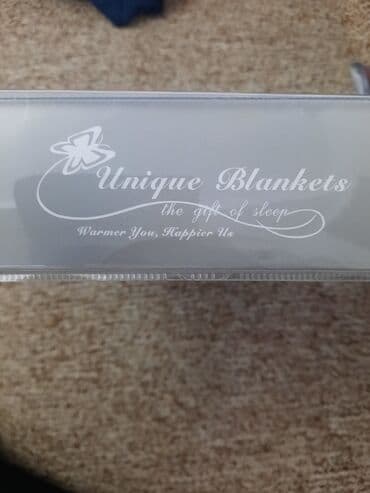 Unique Blankets
the gift of sleep
Warmer You, Happier Us